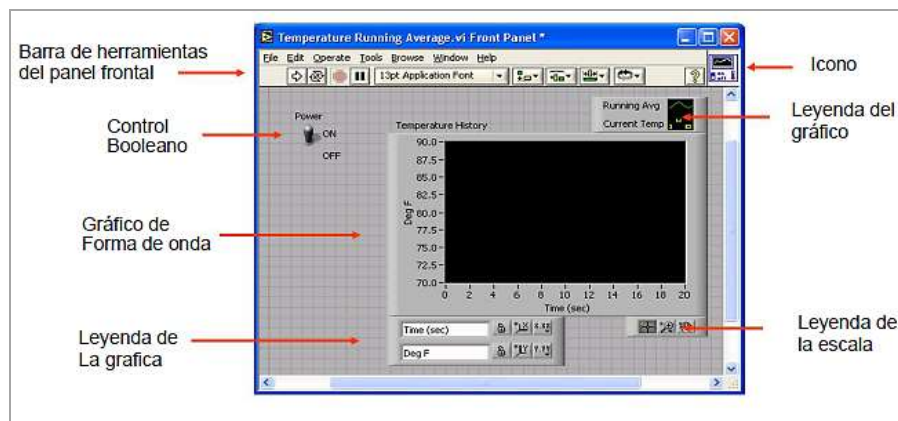 Temperature Running Average.vi Front Panel *
File Edit Operate Tools Browse Window Help
13pt Application Font
Barra de herramientas
del panel frontal
Icono
Control
Booleano
Power
ON
OFF
Temperature History
Running Avg
Current Temp
Leyenda del
gráfico
Gráfico de
Forma de onda
Deg F
90.0
87.5
85.0
82.5
80.0
77.5
75.0
72.5
70.0
0 2 4 6 8 10 12 14 16 18 20
Time (sec)
Leyenda de
La grafica
Time (sec)
Deg F
Leyenda de
la escala